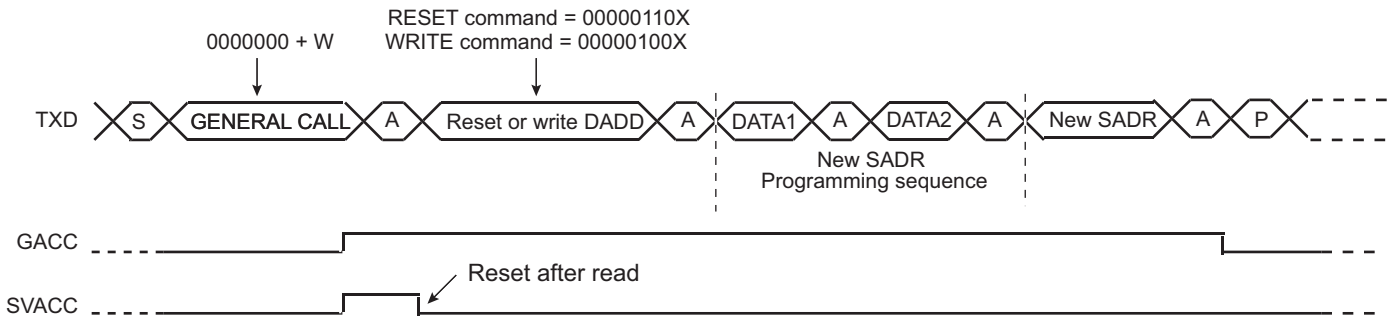 RESET command = 00000110X
0000000 + W
WRITE command = 00000100X
TXD S GENERAL CALL A Reset or write DADD A DATA1 A DATA2 A New SADR A P
New SADR
Programming sequence
GACC
Reset after read
SVACC